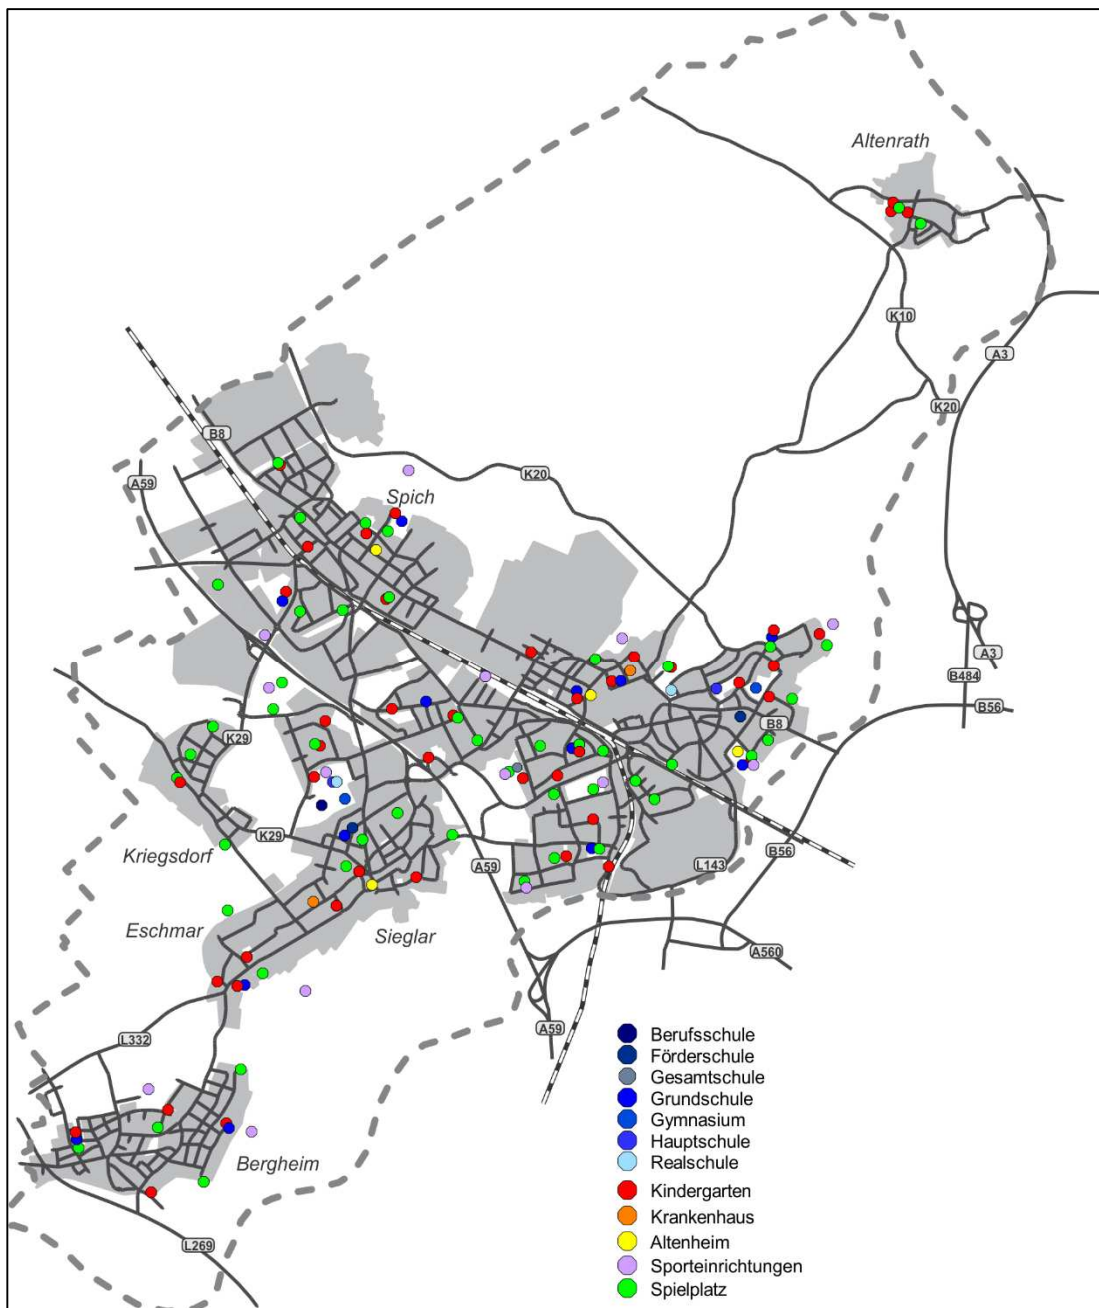 Altenrath
K10
A3
K20
B8
A59
Spich
K20
A3
B484
B56
B8
K29
K29
Kriegsdorf
A59
B56
L143
Eschmar
Sieglar
A560
A59
L332
Bergheim
L269
Berufsschule
Förderschule
Gesamtschule
Grundschule
Gymnasium
Hauptschule
Realschule
Kindergarten
Krankenhaus
Altenheim
Sporteinrichtungen
Spielplatz